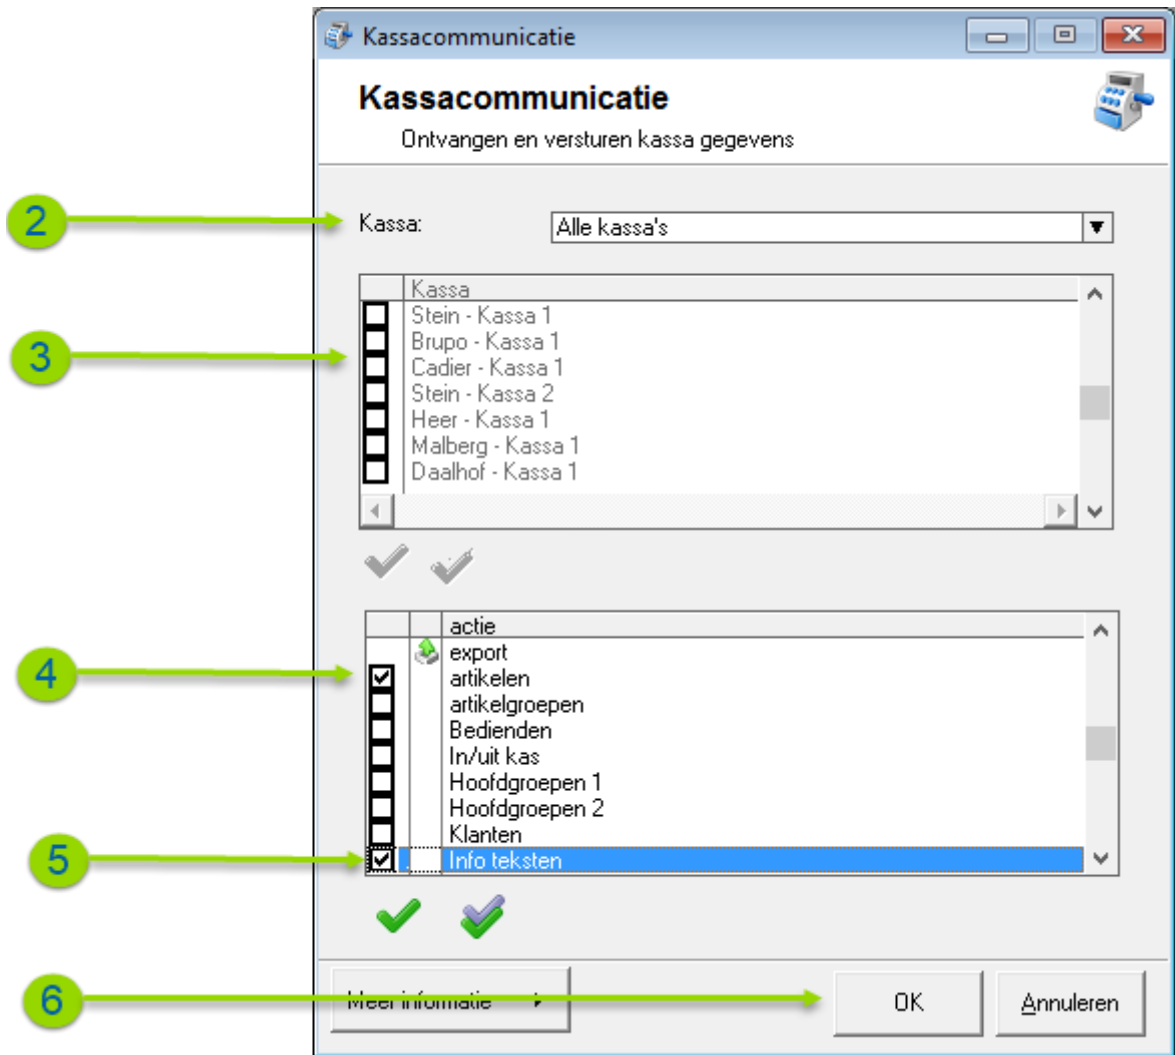 Kassacommunicatie
Kassacommunicatie
Ontvangen en versturen kassa gegevens
2
Kassa: Alle kassa's
Kassa
Stein - Kassa 1
Brupo - Kassa 1
3
Cadier - Kassa 1
Stein - Kassa 2
Heer - Kassa 1
Malberg - Kassa 1
Daalhof - Kassa 1
actie
export
4
artikelen
artikelgroepen
Bedienden
In/uit kas
Hoofdgroepen 1
Hoofdgroepen 2
Klanten
5
Info teksten
6
Meer informatie OK Annuleren